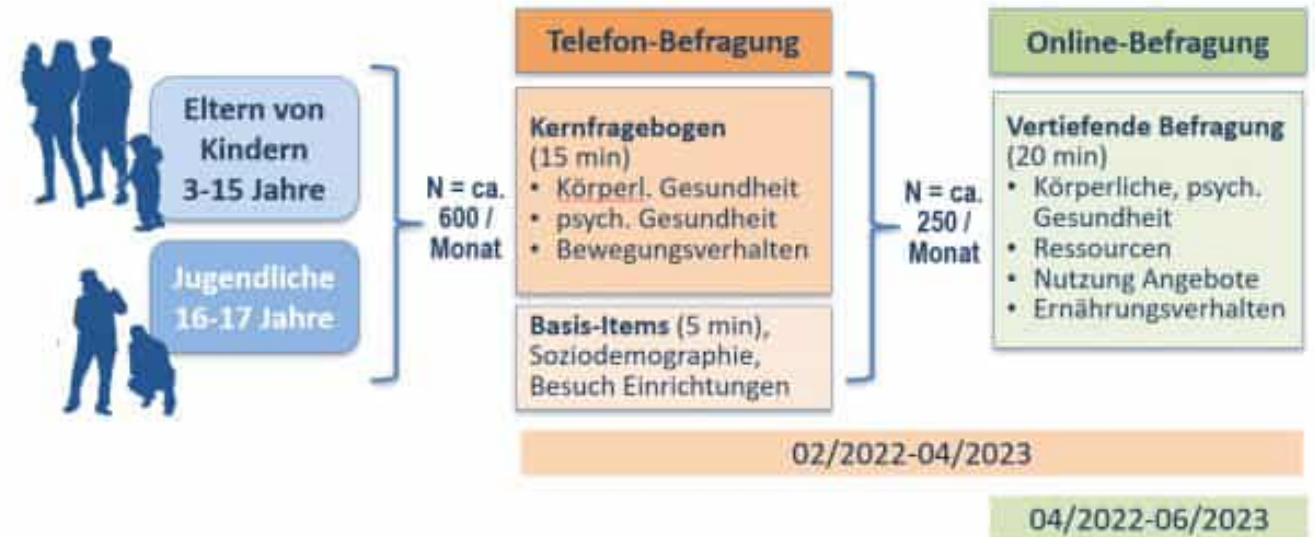 Eltern von
Kindern
3-15 Jahre
Jugendliche
16-17 Jahre
N = ca.
600 /
Monat
Telefon-Befragung
Kernfragebogen
(15 min)
• Körperl. Gesundheit
• psych. Gesundheit
• Bewegungsverhalten
Basis-Items (5 min),
Soziodemographie,
Besuch Einrichtungen
N = ca.
250 /
Monat
Online-Befragung
Vertiefende Befragung
(20 min)
• Körperliche, psych.
Gesundheit
• Ressourcen
• Nutzung Angebote
• Ernährungsverhalten
02/2022-04/2023
04/2022-06/2023